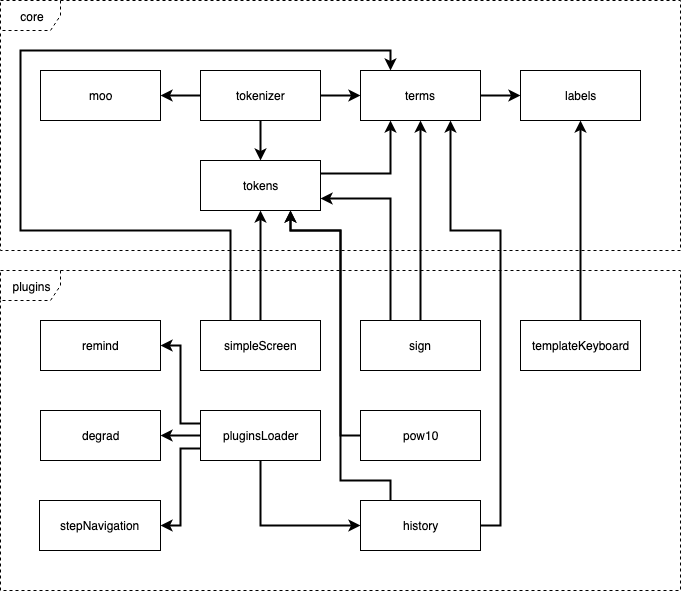 core
moo
tokenizer
terms
labels
tokens
plugins
remind
simpleScreen
sign
templateKeyboard
degrad
pluginsLoader
pow10
stepNavigation
history